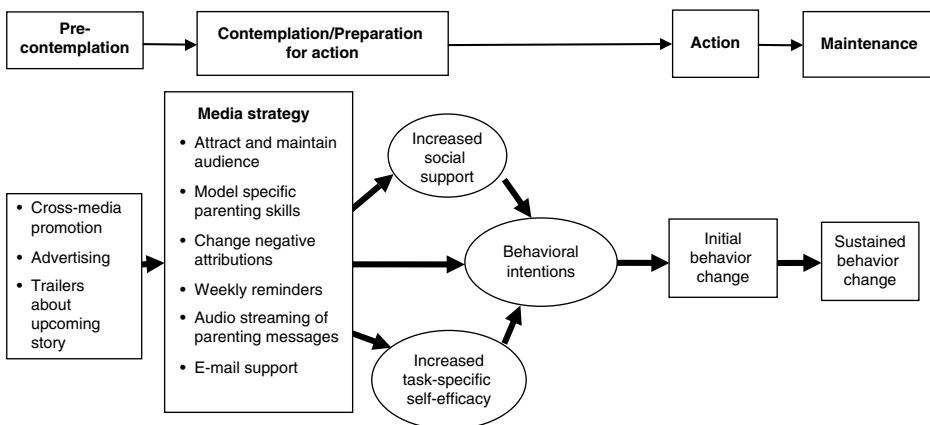 Pre-
contemplation
Contemplation/Preparation
for action
Action
Maintenance
• Cross-media
promotion
• Advertising
• Trailers
about
upcoming
story
Media strategy
• Attract and maintain
audience
• Model specific
parenting skills
• Change negative
attributions
• Weekly reminders
• Audio streaming of
parenting messages
• E-mail support
Increased
social
support
Behavioral
intentions
Increased
task-specific
self-efficacy
Initial
behavior
change
Sustained
behavior
change